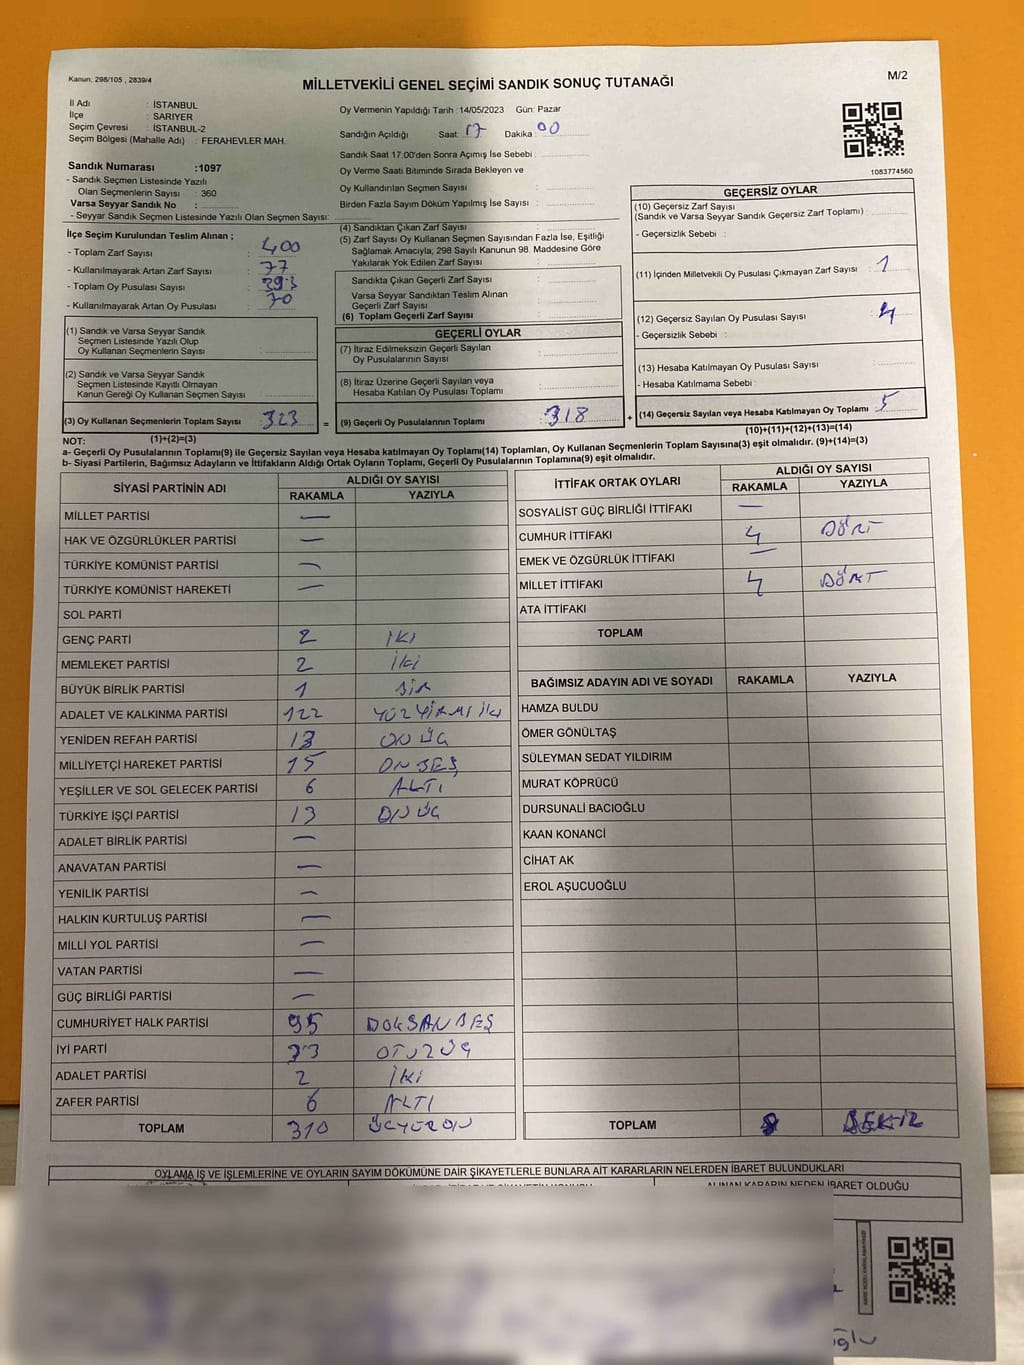 Kanun; 298/105 , 2839/4
MİLLETVEKİLİ GENEL SEÇİMİ SANDIK SONUÇ TUTANAĞI
M/2
İl Adı : İSTANBUL
İlçe : SARIYER
Seçim Çevresi : İSTANBUL-2
Seçim Bölgesi (Mahalle Adı) : FERAHEVLER MAH.
Sandık Numarası :1097
- Sandık Seçmen Listesinde Yazılı
Olan Seçmenlerin Sayısı : 360
Varsa Seyyar Sandık No :
- Seyyar Sandık Seçmen Listesinde Yazılı Olan Seçmen Sayısı:
Oy Vermenin Yapıldığı Tarih :14/05/2023 Gün: Pazar
Sandığın Açıldığı Saat: 17 Dakika: 00
Sandık Saat 17:00'den Sonra Açımış İse Sebebi :
Oy Verme Saati Bitiminde Sırada Bekleyen ve
Oy Kullandırılan Seçmen Sayısı :
Birden Fazla Sayım Döküm Yapılmış İse Sayısı :
1083774560
İlçe Seçim Kurulundan Teslim Alınan ;
- Toplam Zarf Sayısı : 400
- Kullanılmayarak Artan Zarf Sayısı : 77
- Toplam Oy Pusulası Sayısı : 393
- Kullanılmayarak Artan Oy Pusulası : 70
(1) Sandık ve Varsa Seyyar Sandık
Seçmen Listesinde Yazılı Olup
Oy Kullanan Seçmenlerin Sayısı :
(2) Sandık ve Varsa Seyyar Sandık
Seçmen Listesinde Kayıtlı Olmayan
Kanun Gereği Oy Kullanan Seçmen Sayısı :
(3) Oy Kullanan Seçmenlerin Toplam Sayısı : 323
(1)+(2)=(3)
(4) Sandıktan Çıkan Zarf Sayısı :
(5) Zarf Sayısı Oy Kullanan Seçmen Sayısından Fazla İse, Eşitliği
Sağlamak Amacıyla; 298 Sayılı Kanunun 98. Maddesine Göre
Yakılarak Yok Edilen Zarf Sayısı :
Sandıkta Çıkan Geçerli Zarf Sayısı :
Varsa Seyyar Sandıktan Teslim Alınan
Geçerli Zarf Sayısı :
(6) Toplam Geçerli Zarf Sayısı :
GEÇERLİ OYLAR
(7) İtiraz Edilmeksizin Geçerli Sayılan
Oy Pusulalarının Sayısı :
(8) İtiraz Üzerine Geçerli Sayılan veya
Hesaba Katılan Oy Pusulası Toplamı :
= (9) Geçerli Oy Pusulalarının Toplamı : 318
GEÇERSİZ OYLAR
(10) Geçersiz Zarf Sayısı
(Sandık ve Varsa Seyyar Sandık Geçersiz Zarf Toplamı) :
- Geçersizlik Sebebi :
(11) İçinden Milletvekili Oy Pusulası Çıkmayan Zarf Sayısı : 1
(12) Geçersiz Sayılan Oy Pusulası Sayısı : 4
- Geçersizlik Sebebi :
(13) Hesaba Katılmayan Oy Pusulası Sayısı :
- Hesaba Katılmama Sebebi :
+ (14) Geçersiz Sayılan veya Hesaba Katılmayan Oy Toplamı : 5
(10)+(11)+(12)+(13)=(14)
NOT:
a- Geçerli Oy Pusulalarının Toplamı(9) ile Geçersiz Sayılan veya Hesaba katılmayan Oy Toplamı(14) Toplamları, Oy Kullanan Seçmenlerin Toplam Sayısına(3) eşit olmalıdır. (9)+(14)=(3)
b- Siyasi Partilerin, Bağımsız Adayların ve İttifakların Aldığı Ortak Oyların Toplamı, Geçerli Oy Pusulalarının Toplamına(9) eşit olmalıdır.
SİYASİ PARTİNİN ADI ALDIĞI OY SAYISI
RAKAMLA YAZIYLA
MİLLET PARTİSİ —
HAK VE ÖZGÜRLÜKLER PARTİSİ —
TÜRKİYE KOMÜNİST PARTİSİ —
TÜRKİYE KOMÜNİST HAREKETİ —
SOL PARTİ
GENÇ PARTİ 2 İKİ
MEMLEKET PARTİSİ 2 İKİ
BÜYÜK BİRLİK PARTİSİ 1 BİR
ADALET VE KALKINMA PARTİSİ 122 YÜZYİRMİ İKİ
YENİDEN REFAH PARTİSİ 13 ON ÜÇ
MİLLİYETÇİ HAREKET PARTİSİ 15 ONBEŞ
YEŞİLLER VE SOL GELECEK PARTİSİ 6 ALTI
TÜRKİYE İŞÇİ PARTİSİ 13 ON ÜÇ
ADALET BİRLİK PARTİSİ —
ANAVATAN PARTİSİ —
YENİLİK PARTİSİ —
HALKIN KURTULUŞ PARTİSİ —
MİLLİ YOL PARTİSİ —
VATAN PARTİSİ —
GÜÇ BİRLİĞİ PARTİSİ —
CUMHURİYET HALK PARTİSİ 95 DOKSANBEŞ
İYİ PARTİ 33 OTUZÜÇ
ADALET PARTİSİ 2 İKİ
ZAFER PARTİSİ 6 ALTI
TOPLAM 310 ÜÇYÜZON
İTTİFAK ORTAK OYLARI ALDIĞI OY SAYISI
RAKAMLA YAZIYLA
SOSYALİST GÜÇ BİRLİĞİ İTTİFAKI —
CUMHUR İTTİFAKI 4 DÖRT
EMEK VE ÖZGÜRLÜK İTTİFAKI —
MİLLET İTTİFAKI 4 DÖRT
ATA İTTİFAKI
TOPLAM
BAĞIMSIZ ADAYIN ADI VE SOYADI RAKAMLA YAZIYLA
HAMZA BULDU
ÖMER GÖNÜLTAŞ
SÜLEYMAN SEDAT YILDIRIM
MURAT KÖPRÜCÜ
DURSUNALİ BACIOĞLU
KAAN KONANCİ
CİHAT AK
EROL AŞUCUOĞLU
TOPLAM 8 SEKİZ
OYLAMA İŞ VE İŞLEMLERİNE VE OYLARIN SAYIM DÖKÜMÜNE DAİR ŞİKAYETLERLE BUNLARA AİT KARARLARIN NELERDEN İBARET BULUNDUKLARI
ALINAN KARARIN NEDEN İBARET OLDUĞU